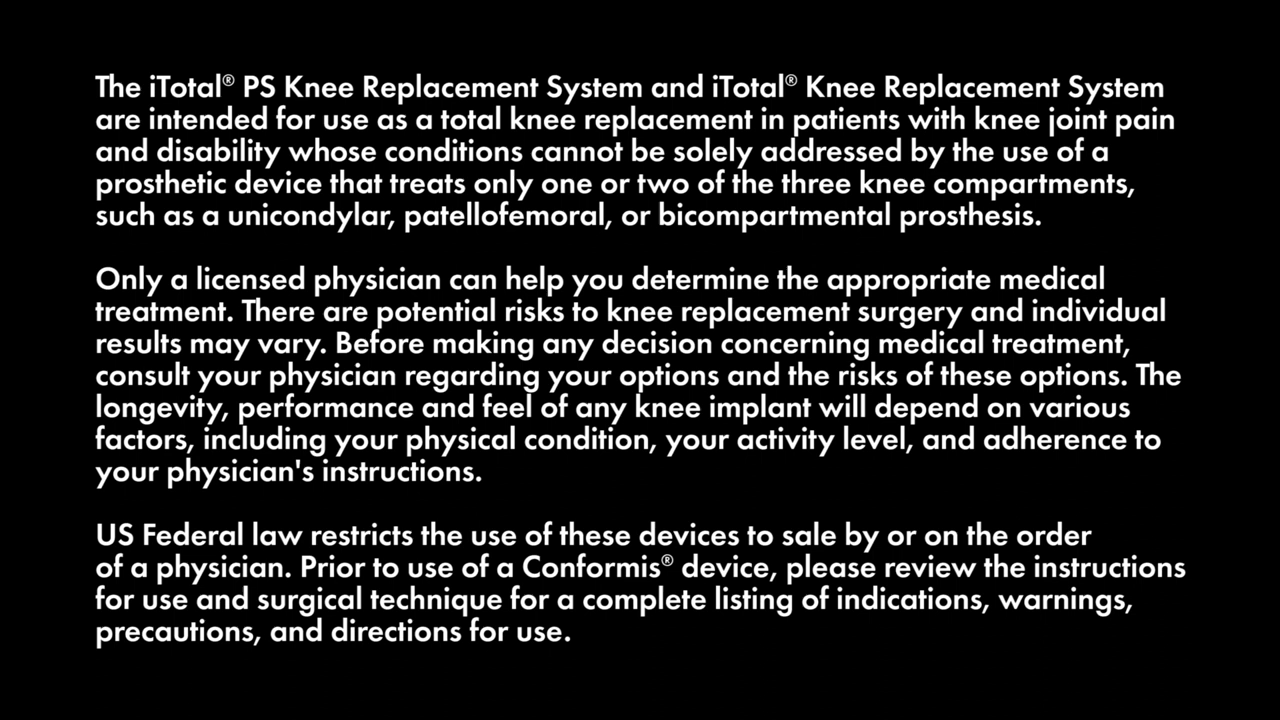 The iTotal® PS Knee Replacement System and iTotal® Knee Replacement System
are intended for use as a total knee replacement in patients with knee joint pain
and disability whose conditions cannot be solely addressed by the use of a
prosthetic device that treats only one or two of the three knee compartments,
such as a unicondylar, patellofemoral, or bicompartmental prosthesis.
Only a licensed physician can help you determine the appropriate medical
treatment. There are potential risks to knee replacement surgery and individual
results may vary. Before making any decision concerning medical treatment,
consult your physician regarding your options and the risks of these options. The
longevity, performance and feel of any knee implant will depend on various
factors, including your physical condition, your activity level, and adherence to
your physician's instructions.
US Federal law restricts the use of these devices to sale by or on the order
of a physician. Prior to use of a Conformis® device, please review the instructions
for use and surgical technique for a complete listing of indications, warnings,
precautions, and directions for use.